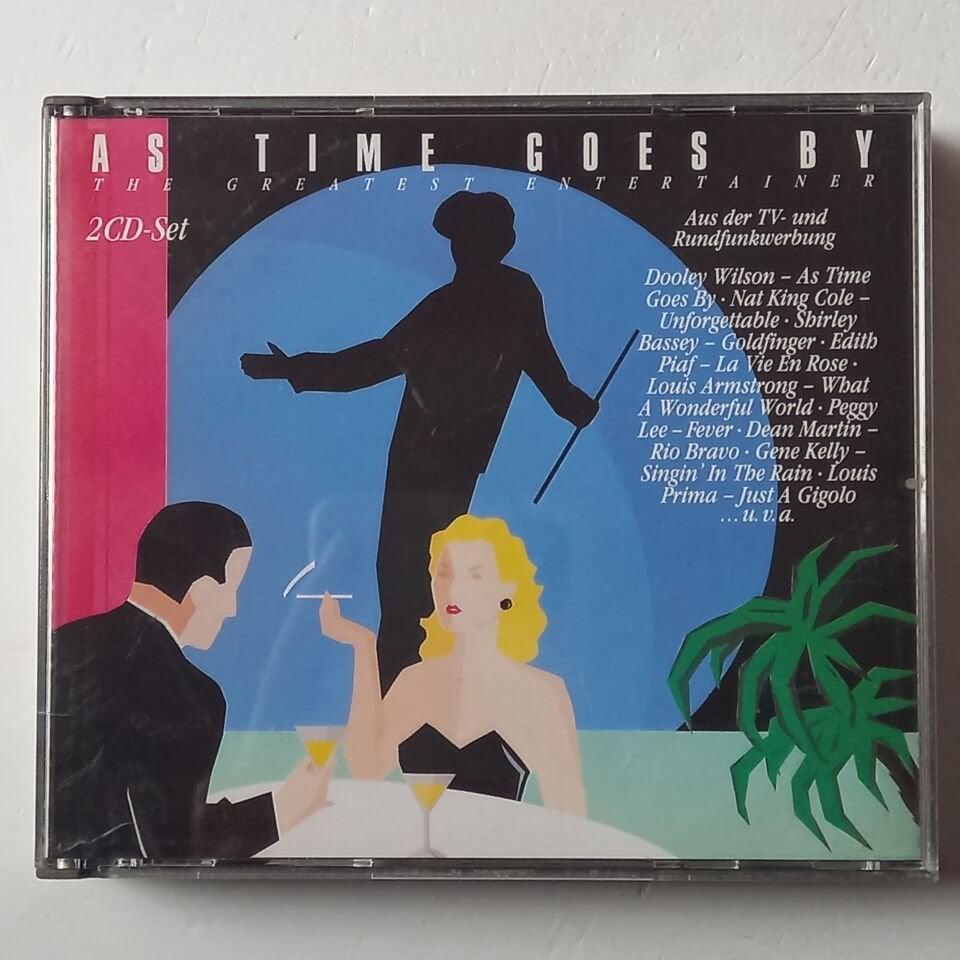 AS TIME GOES BY
THE GREATEST ENTERTAINER
2CD-Set
Aus der TV- und
Rundfunkwerbung
Dooley Wilson – As Time
Goes By · Nat King Cole –
Unforgettable · Shirley
Bassey – Goldfinger · Edith
Piaf – La Vie En Rose ·
Louis Armstrong – What
A Wonderful World · Peggy
Lee – Fever · Dean Martin –
Rio Bravo · Gene Kelly –
Singin' In The Rain · Louis
Prima – Just A Gigolo
...u.v.a.